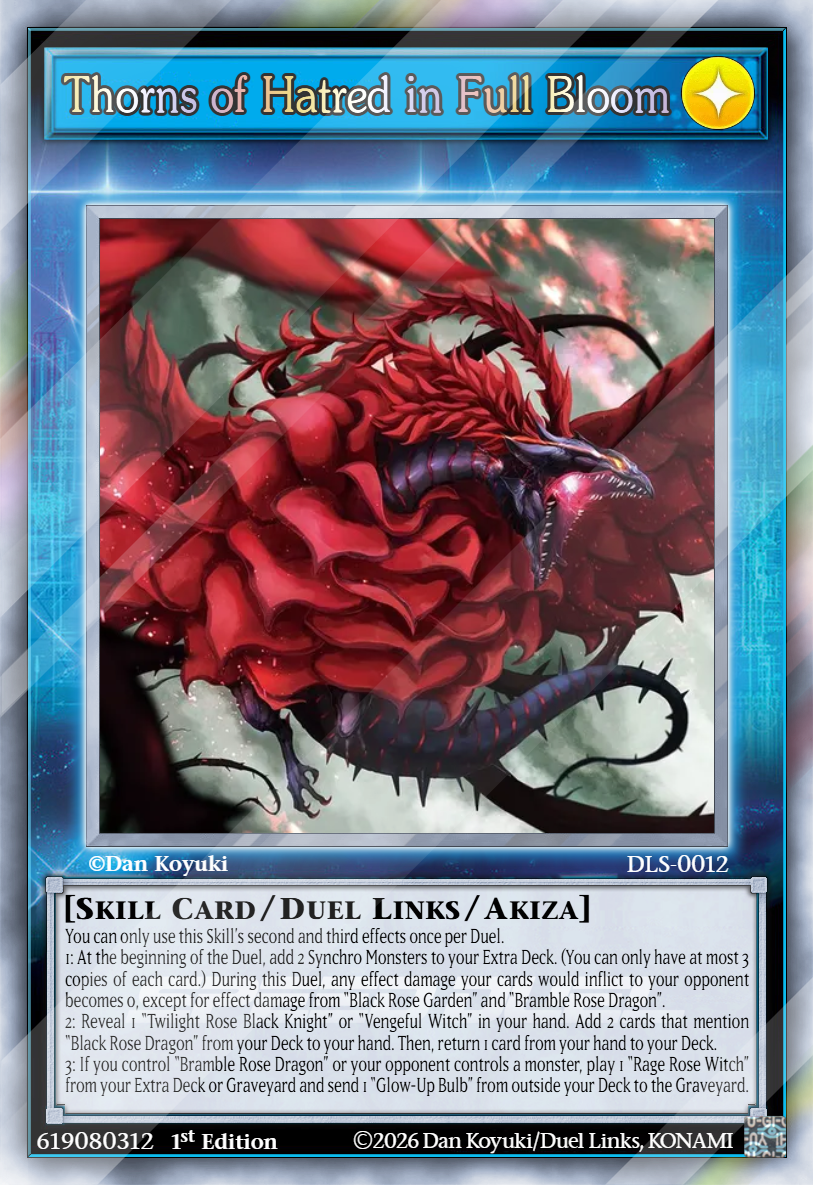 Thorns of Hatred in Full Bloom
©Dan Koyuki
DLS-0012
[SKILL CARD/DUEL LINKS/AKIZA]
You can only use this Skill's second and third effects once per Duel.
1: At the beginning of the Duel, add 2 Synchro Monsters to your Extra Deck. (You can only have at most 3
copies of each card.) During this Duel, any effect damage your cards would inflict to your opponent
becomes 0, except for effect damage from "Black Rose Garden" and "Bramble Rose Dragon".
2: Reveal 1 "Twilight Rose Black Knight" or "Vengeful Witch" in your hand. Add 2 cards that mention
"Black Rose Dragon" from your Deck to your hand. Then, return 1 card from your hand to your Deck.
3: If you control "Bramble Rose Dragon" or your opponent controls a monster, play 1 "Rage Rose Witch"
from your Extra Deck or Graveyard and send 1 "Glow-Up Bulb" from outside your Deck to the Graveyard.
619080312 1st Edition ©2026 Dan Koyuki/Duel Links, KONAMI